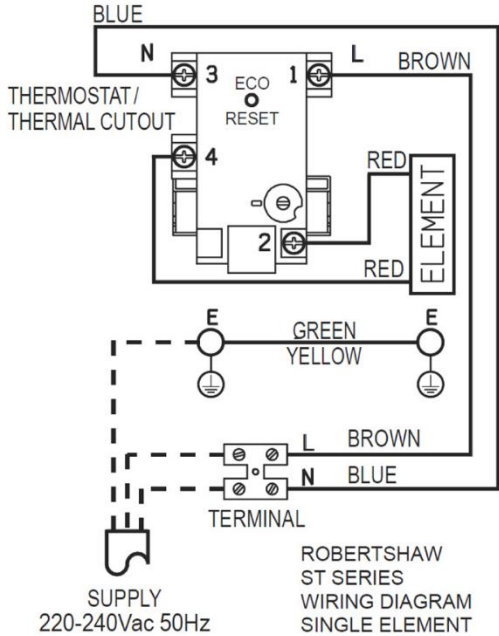 BLUE
N
L
BROWN
3
ECO
1
THERMOSTAT/
THERMAL CUTOUT
RESET
4
RED
ELEMENT
2
RED
E
GREEN
E
YELLOW
L
BROWN
N
BLUE
TERMINAL
ROBERTSHAW
ST SERIES
WIRING DIAGRAM
SINGLE ELEMENT
SUPPLY
220-240Vac 50Hz